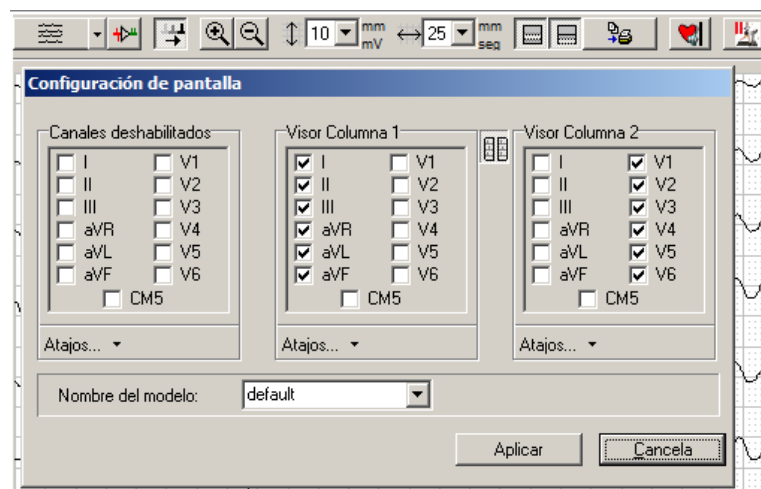 10 mm/mV 25 mm/seg
Configuración de pantalla
Canales deshabilitados
I V1
II V2
III V3
aVR V4
aVL V5
aVF V6
CM5
Atajos...
Visor Columna 1
I V1
II V2
III V3
aVR V4
aVL V5
aVF V6
CM5
Atajos...
Visor Columna 2
I V1
II V2
III V3
aVR V4
aVL V5
aVF V6
CM5
Atajos...
Nombre del modelo: default
Aplicar Cancela